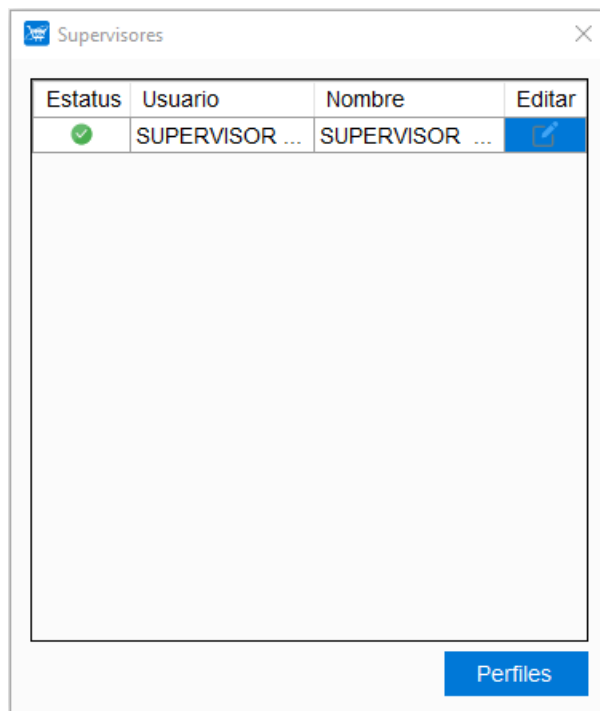 Supervisores
Estatus Usuario Nombre Editar
SUPERVISOR ... SUPERVISOR ...
Perfiles